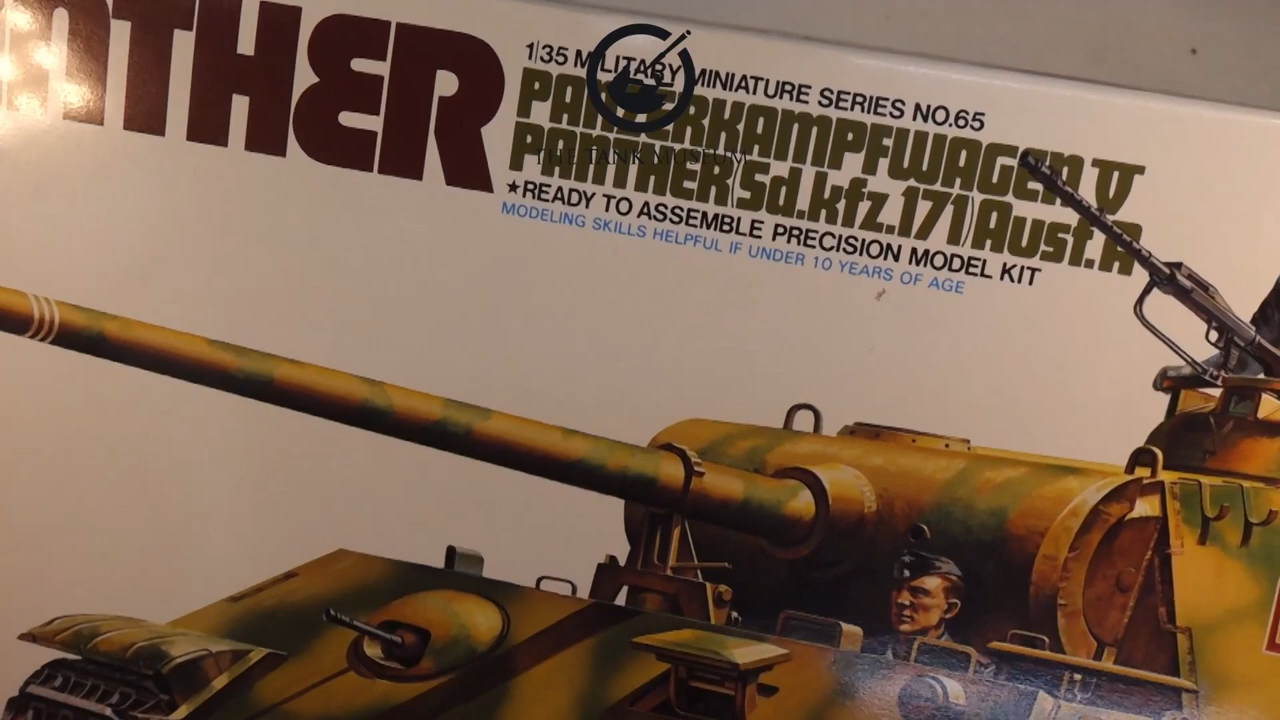 PANTHER
1/35 MILITARY MINIATURE SERIES NO.65
PANZERKAMPFWAGEN V
PANTHER(Sd.kfz.171)Ausf.A
★READY TO ASSEMBLE PRECISION MODEL KIT
MODELING SKILLS HELPFUL IF UNDER 10 YEARS OF AGE
THE TANK MUSEUM